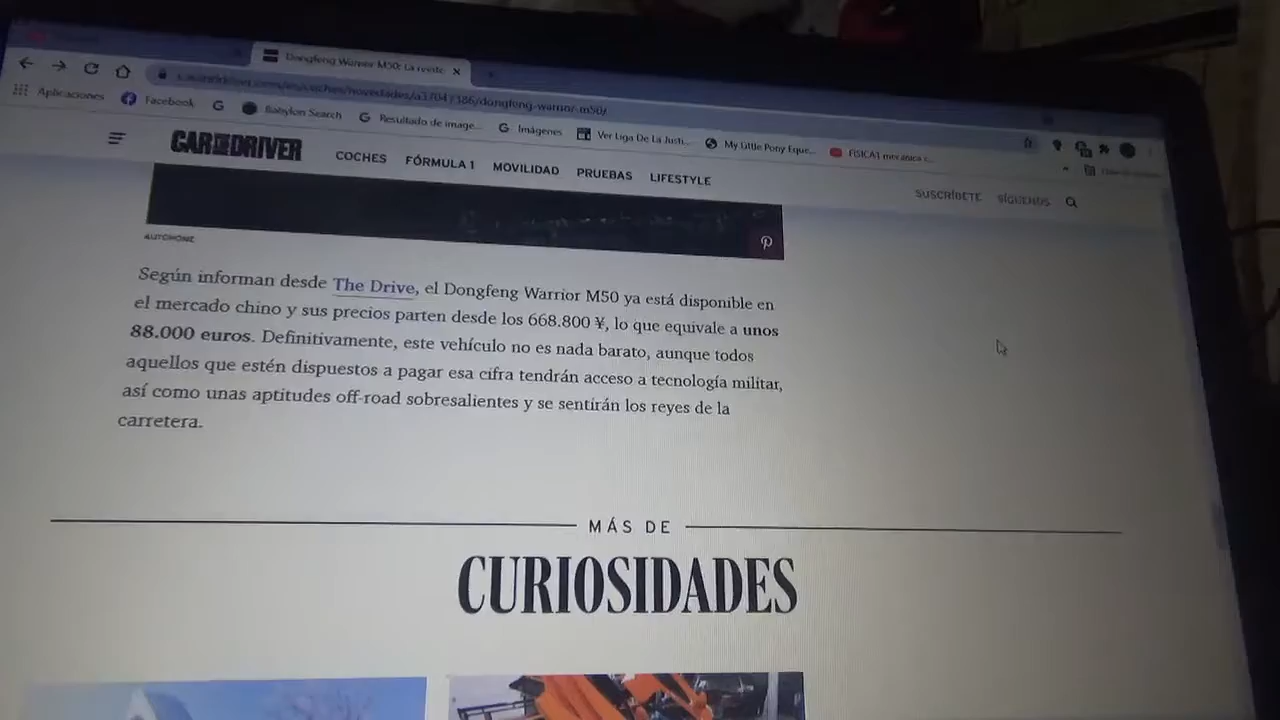 Dongfeng Warrior M50: La revole
/dongfeng-warrior-m50/
Aplicaciones
Facebook
Babylon Search
Resultado de image...
Imágenes
Ver Liga De La Justi...
My Little Pony Eque...
CAR AND DRIVER
COCHES
FÓRMULA 1
MOVILIDAD
PRUEBAS
LIFESTYLE
SUSCRÍBETE
SÍGUENOS
AUTOHOME
Según informan desde The Drive, el Dongfeng Warrior M50 ya está disponible en
el mercado chino y sus precios parten desde los 668.800 ¥, lo que equivale a unos
88.000 euros. Definitivamente, este vehículo no es nada barato, aunque todos
aquellos que estén dispuestos a pagar esa cifra tendrán acceso a tecnología militar,
así como unas aptitudes off-road sobresalientes y se sentirán los reyes de la
carretera.
MÁS DE
CURIOSIDADES